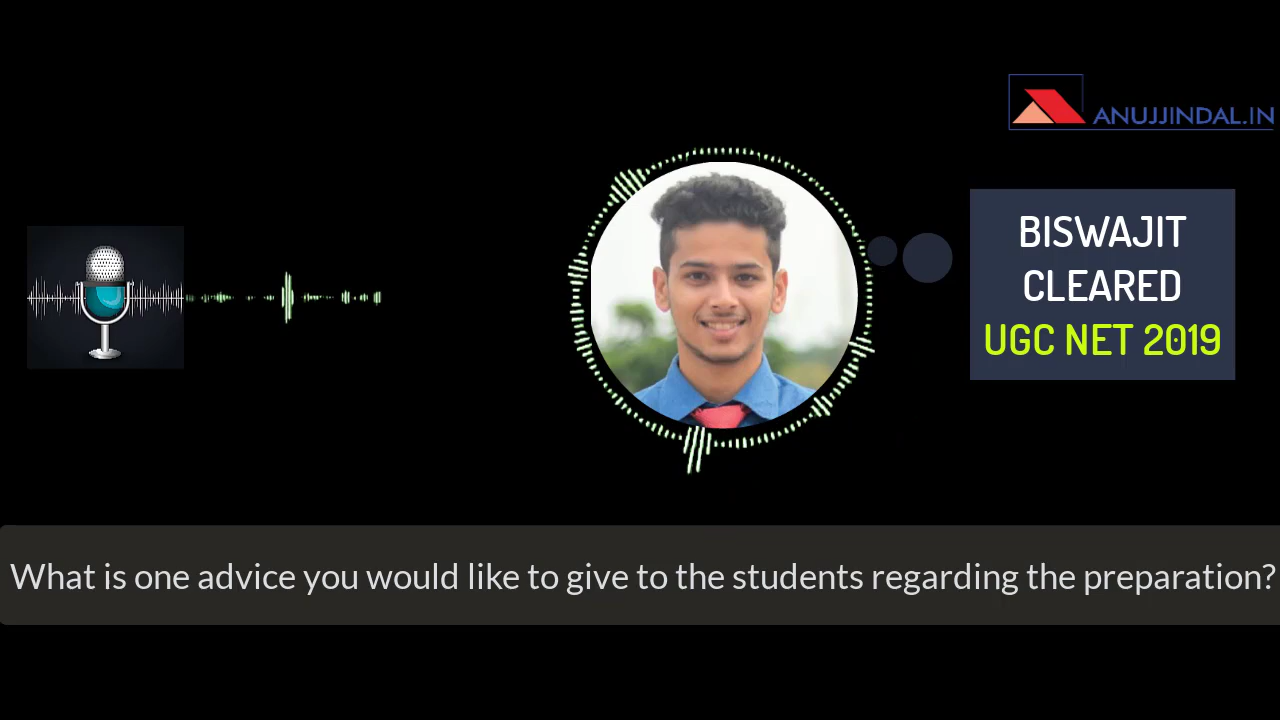 ANUJJINDAL.IN
BISWAJIT
CLEARED
UGC NET 2019
What is one advice you would like to give to the students regarding the preparation?